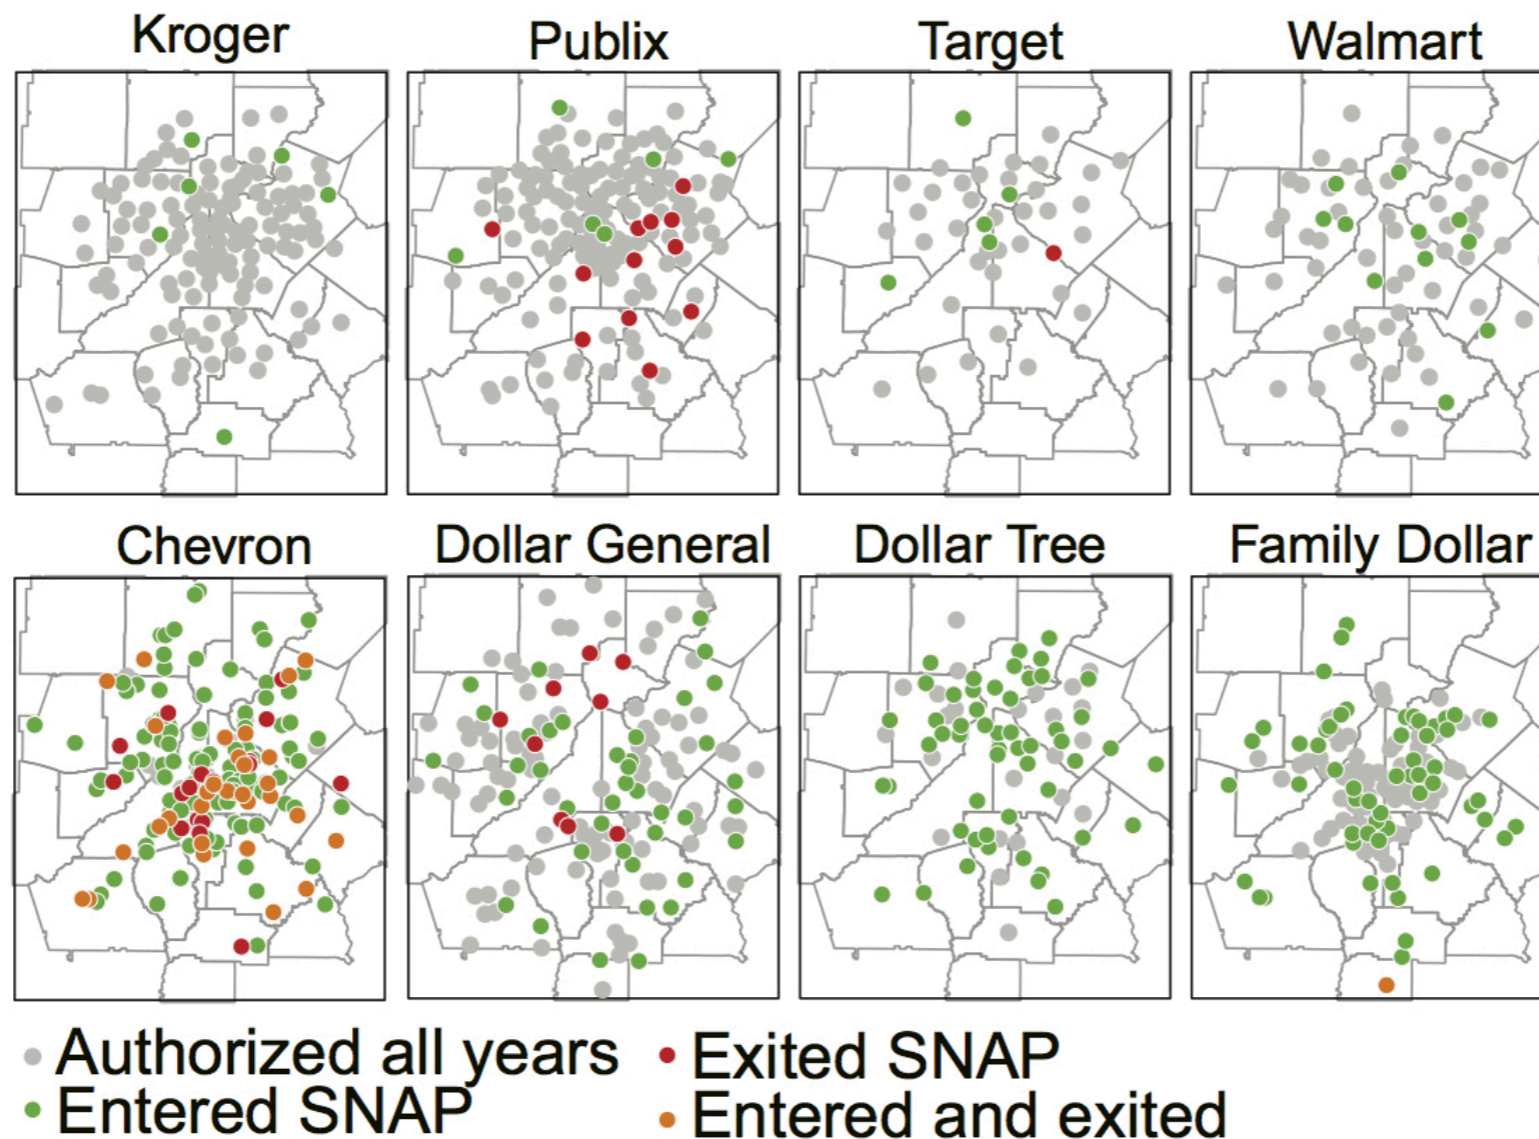 Kroger Publix Target Walmart
Chevron Dollar General Dollar Tree Family Dollar
Authorized all years Exited SNAP
Entered SNAP Entered and exited